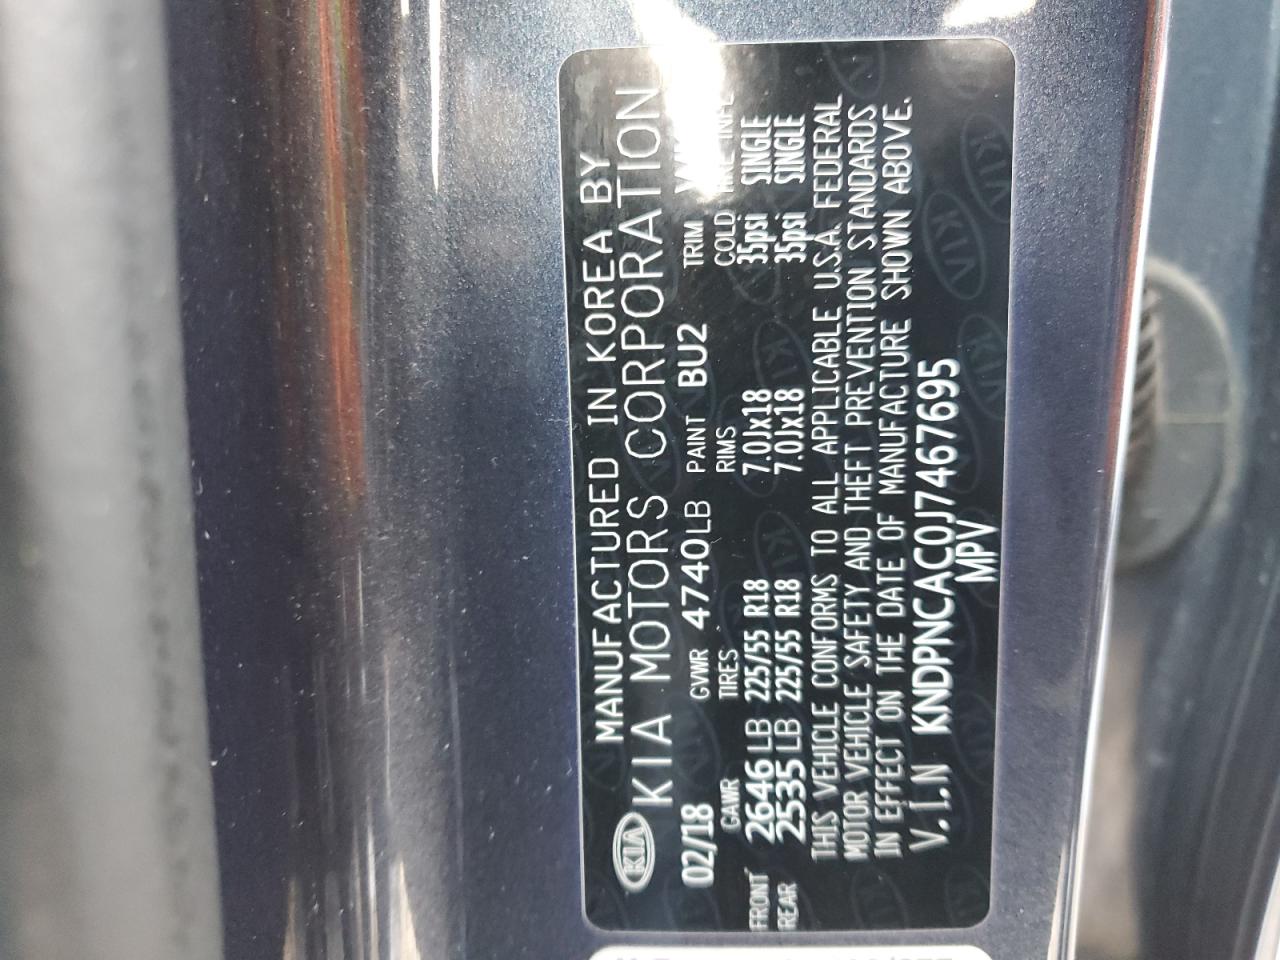 KIA
MANUFACTURED IN KOREA BY
KIA MOTORS CORPORATION
02/18 GVWR 4740LB PAINT BU2 TRIM
GAWR TIRES RIMS COLD TIRE INFL
FRONT 2646LB 225/55 R18 7.0Jx18 35psi SINGLE
REAR 2535LB 225/55 R18 7.0Jx18 35psi SINGLE
THIS VEHICLE CONFORMS TO ALL APPLICABLE U.S.A. FEDERAL
MOTOR VEHICLE SAFETY AND THEFT PREVENTION STANDARDS
IN EFFECT ON THE DATE OF MANUFACTURE SHOWN ABOVE.
V.I.N KNDPNCAC0J7467695
MPV